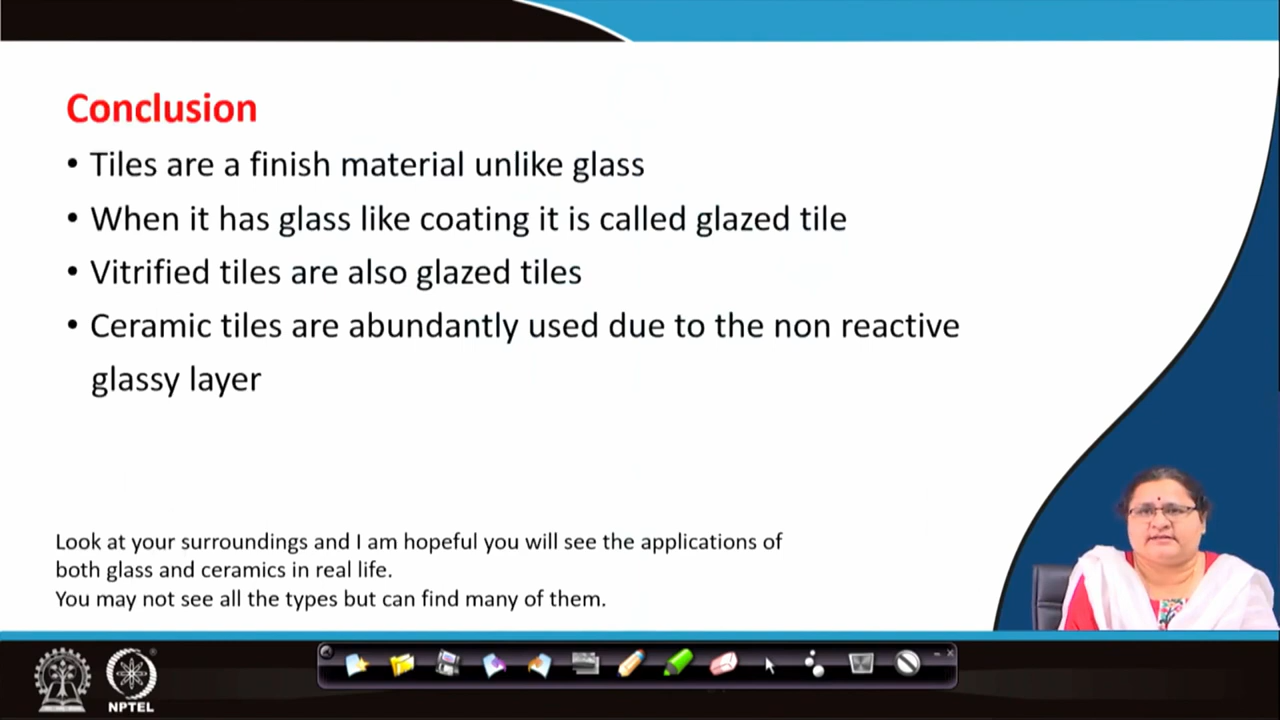 Conclusion
• Tiles are a finish material unlike glass
• When it has glass like coating it is called glazed tile
• Vitrified tiles are also glazed tiles
• Ceramic tiles are abundantly used due to the non reactive
glassy layer
Look at your surroundings and I am hopeful you will see the applications of
both glass and ceramics in real life.
You may not see all the types but can find many of them.
NPTEL